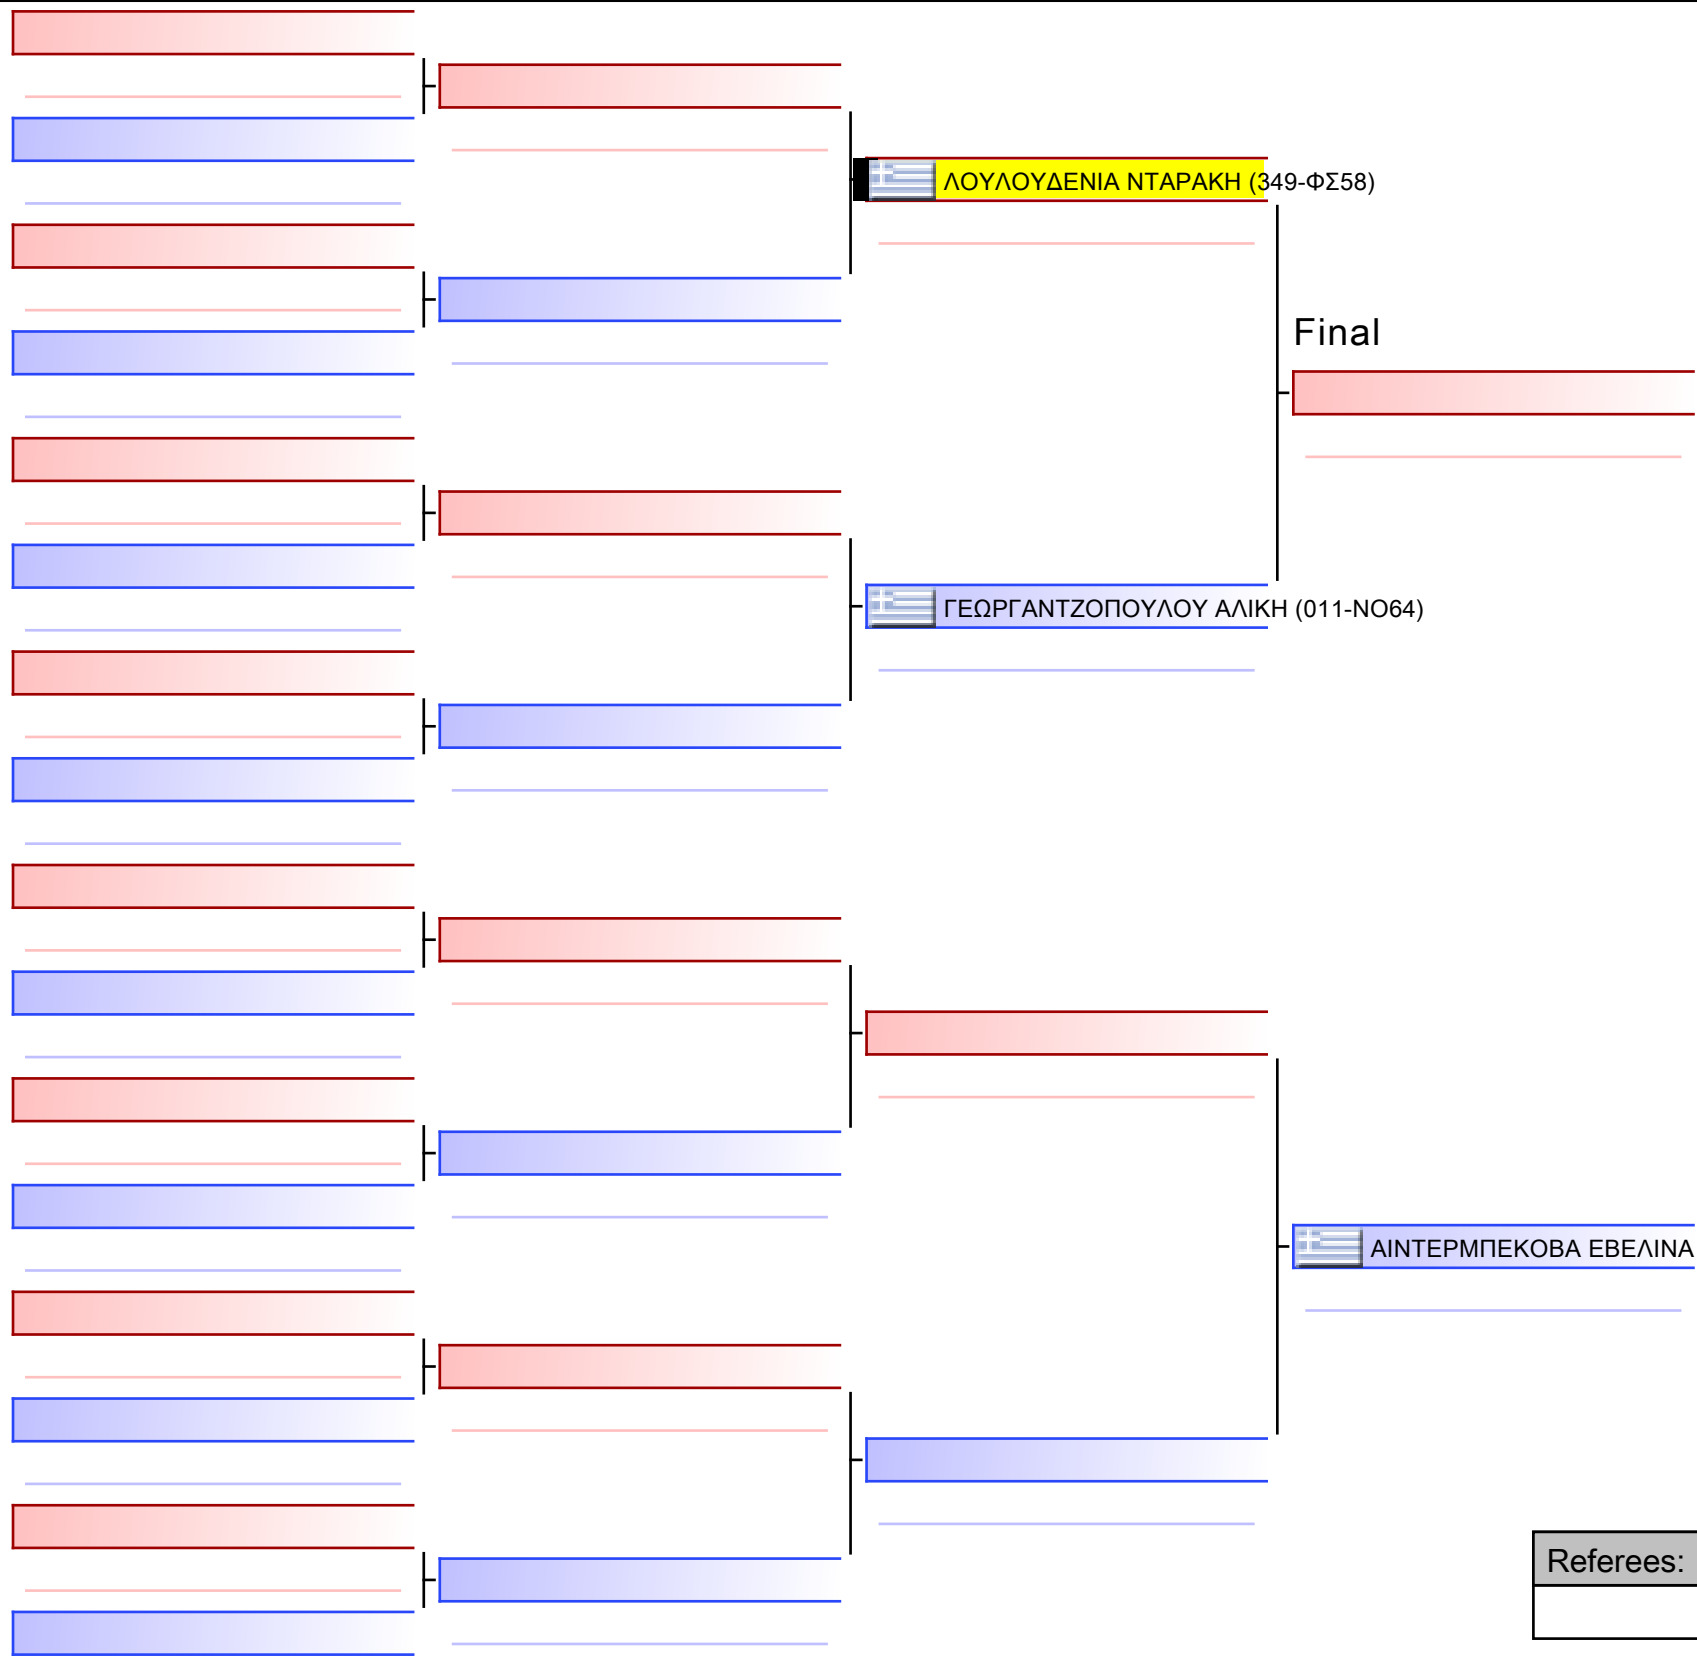 ΛΟΥΛΟΥΔΕΝΙΑ ΝΤΑΡΑΚΗ (349-ΦΣ58)
Final
ΓΕΩΡΓΑΝΤΖΟΠΟΥΛΟΥ ΑΛΙΚΗ (011-ΝΟ64)
ΑΙΝΤΕΡΜΠΕΚΟΒΑ ΕΒΕΛΙΝΑ
Referees: